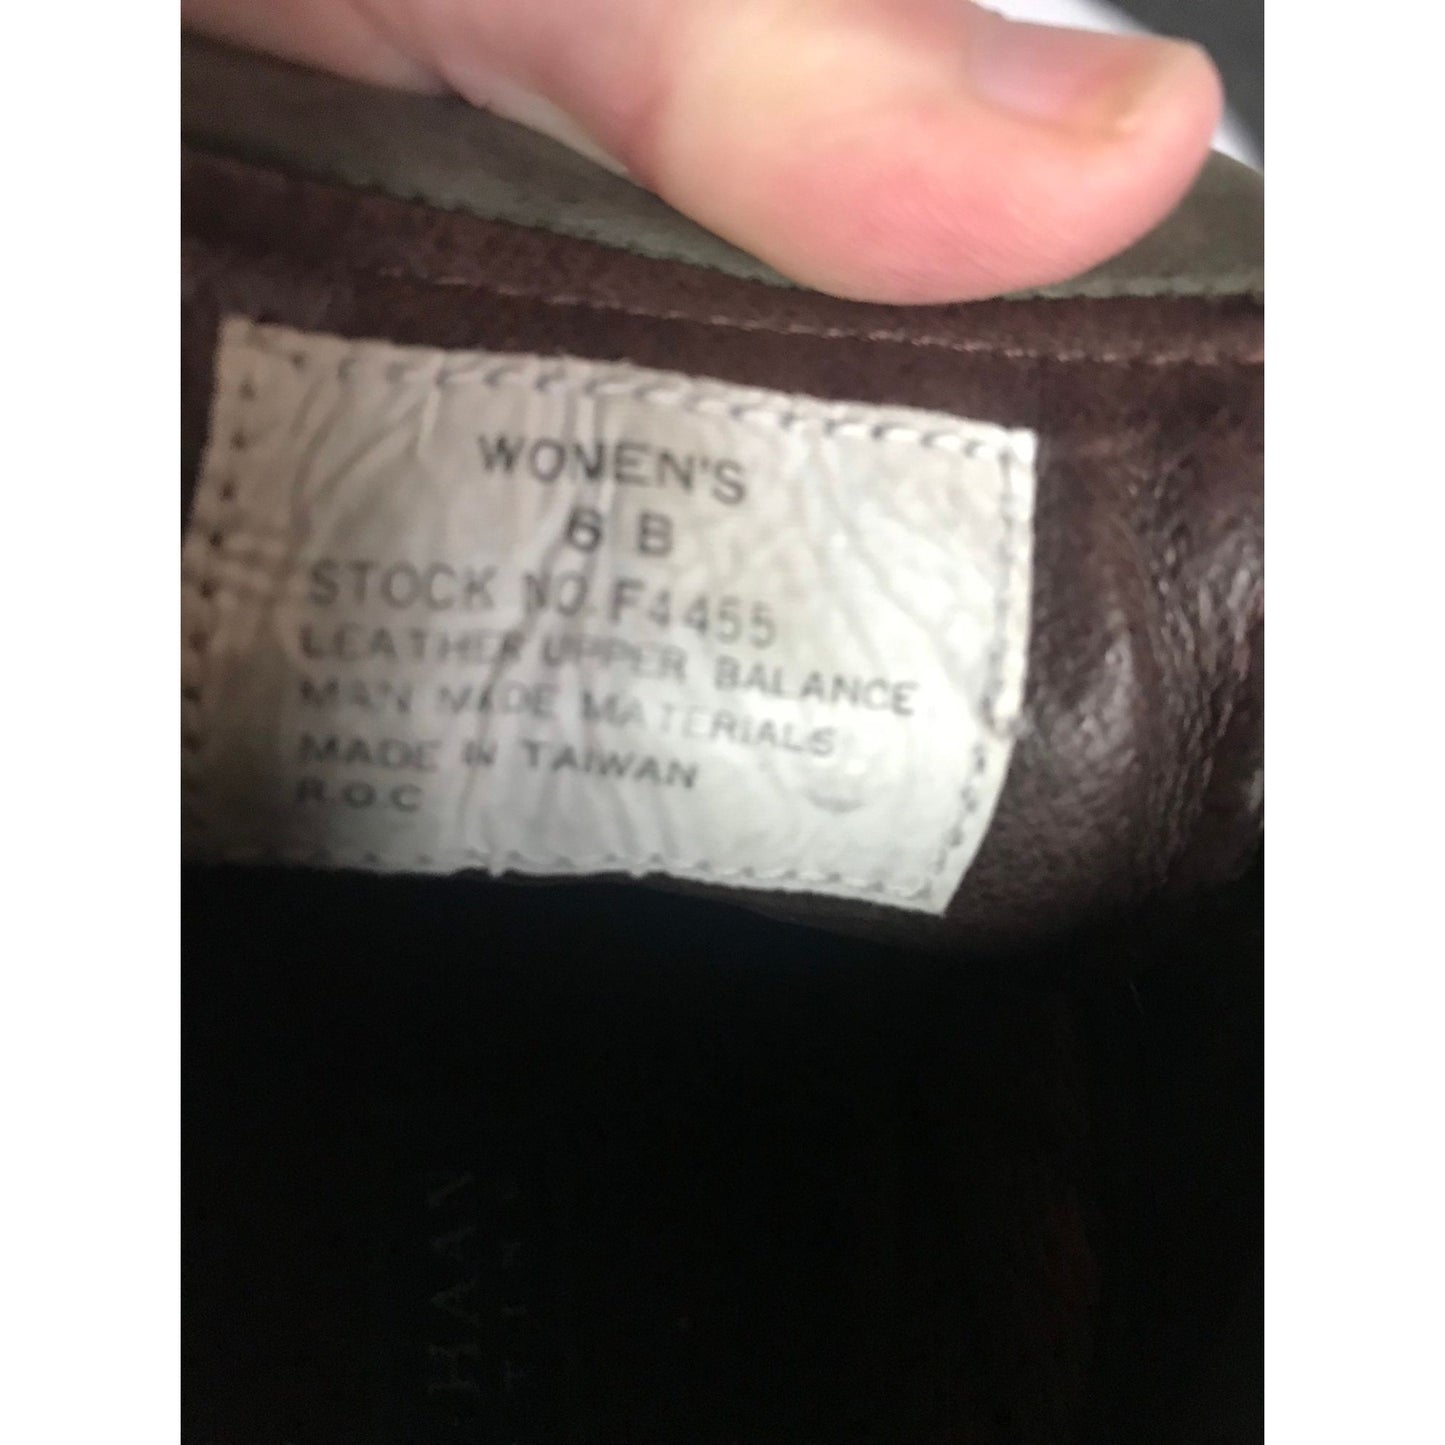 WOMEN'S
6 B
STOCK NO. F4455
LEATHER UPPER BALANCE
MAN MADE MATERIALS
MADE IN TAIWAN
R.O.C